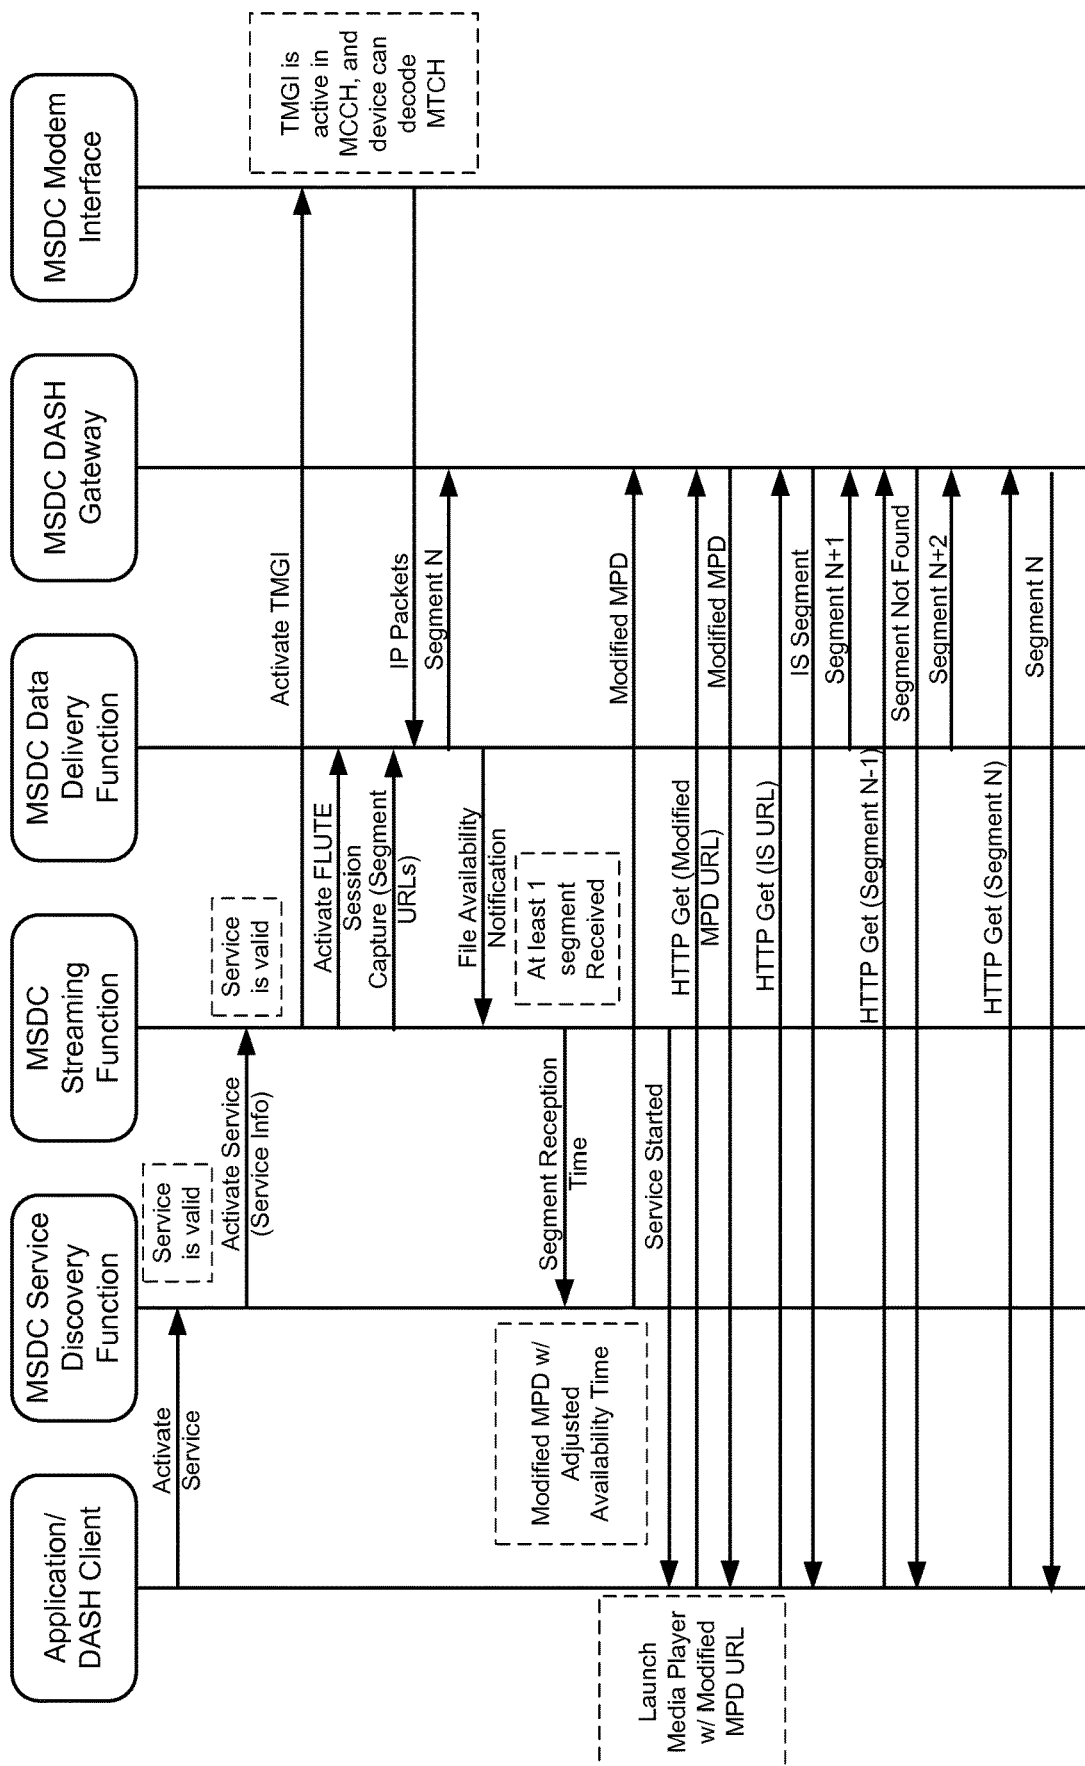 Application/
DASH Client
MSDC Service
Discovery
Function
MSDC
Streaming
Function
MSDC Data
Delivery
Function
MSDC DASH
Gateway
MSDC Modem
Interface
Activate
Service
Service
is valid
Activate Service
(Service Info)
Service
is valid
Activate TMGI
TMGI is
active in
MCCH, and
device can
decode
MTCH
Activate FLUTE
Session
Capture (Segment
URLs)
IP Packets
Segment N
File Availability
Notification
At least 1
segment
Received
Segment Reception
Time
Modified MPD w/
Adjusted
Availability Time
Modified MPD
Service Started
Launch
Media Player
w/ Modified
MPD URL
HTTP Get (Modified
MPD URL)
Modified MPD
HTTP Get (IS URL)
IS Segment
Segment N+1
HTTP Get (Segment N-1)
Segment Not Found
Segment N+2
HTTP Get (Segment N)
Segment N